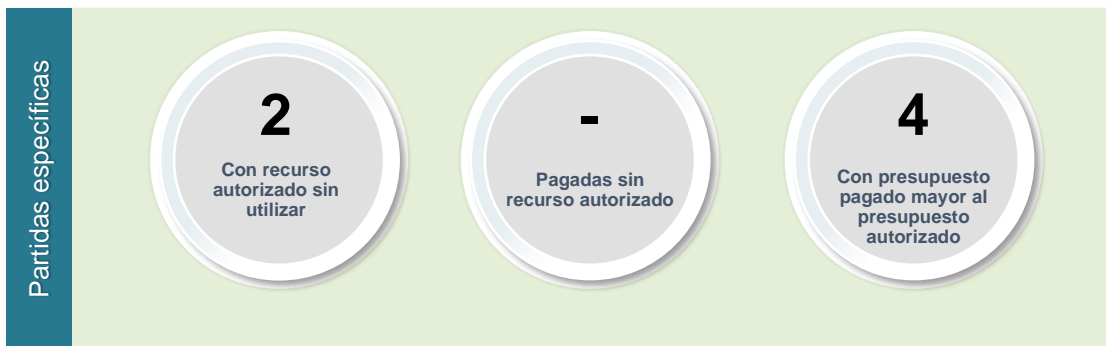 Partidas específicas
2
Con recurso
autorizado sin
utilizar
-
Pagadas sin
recurso autorizado
4
Con presupuesto
pagado mayor al
presupuesto
autorizado